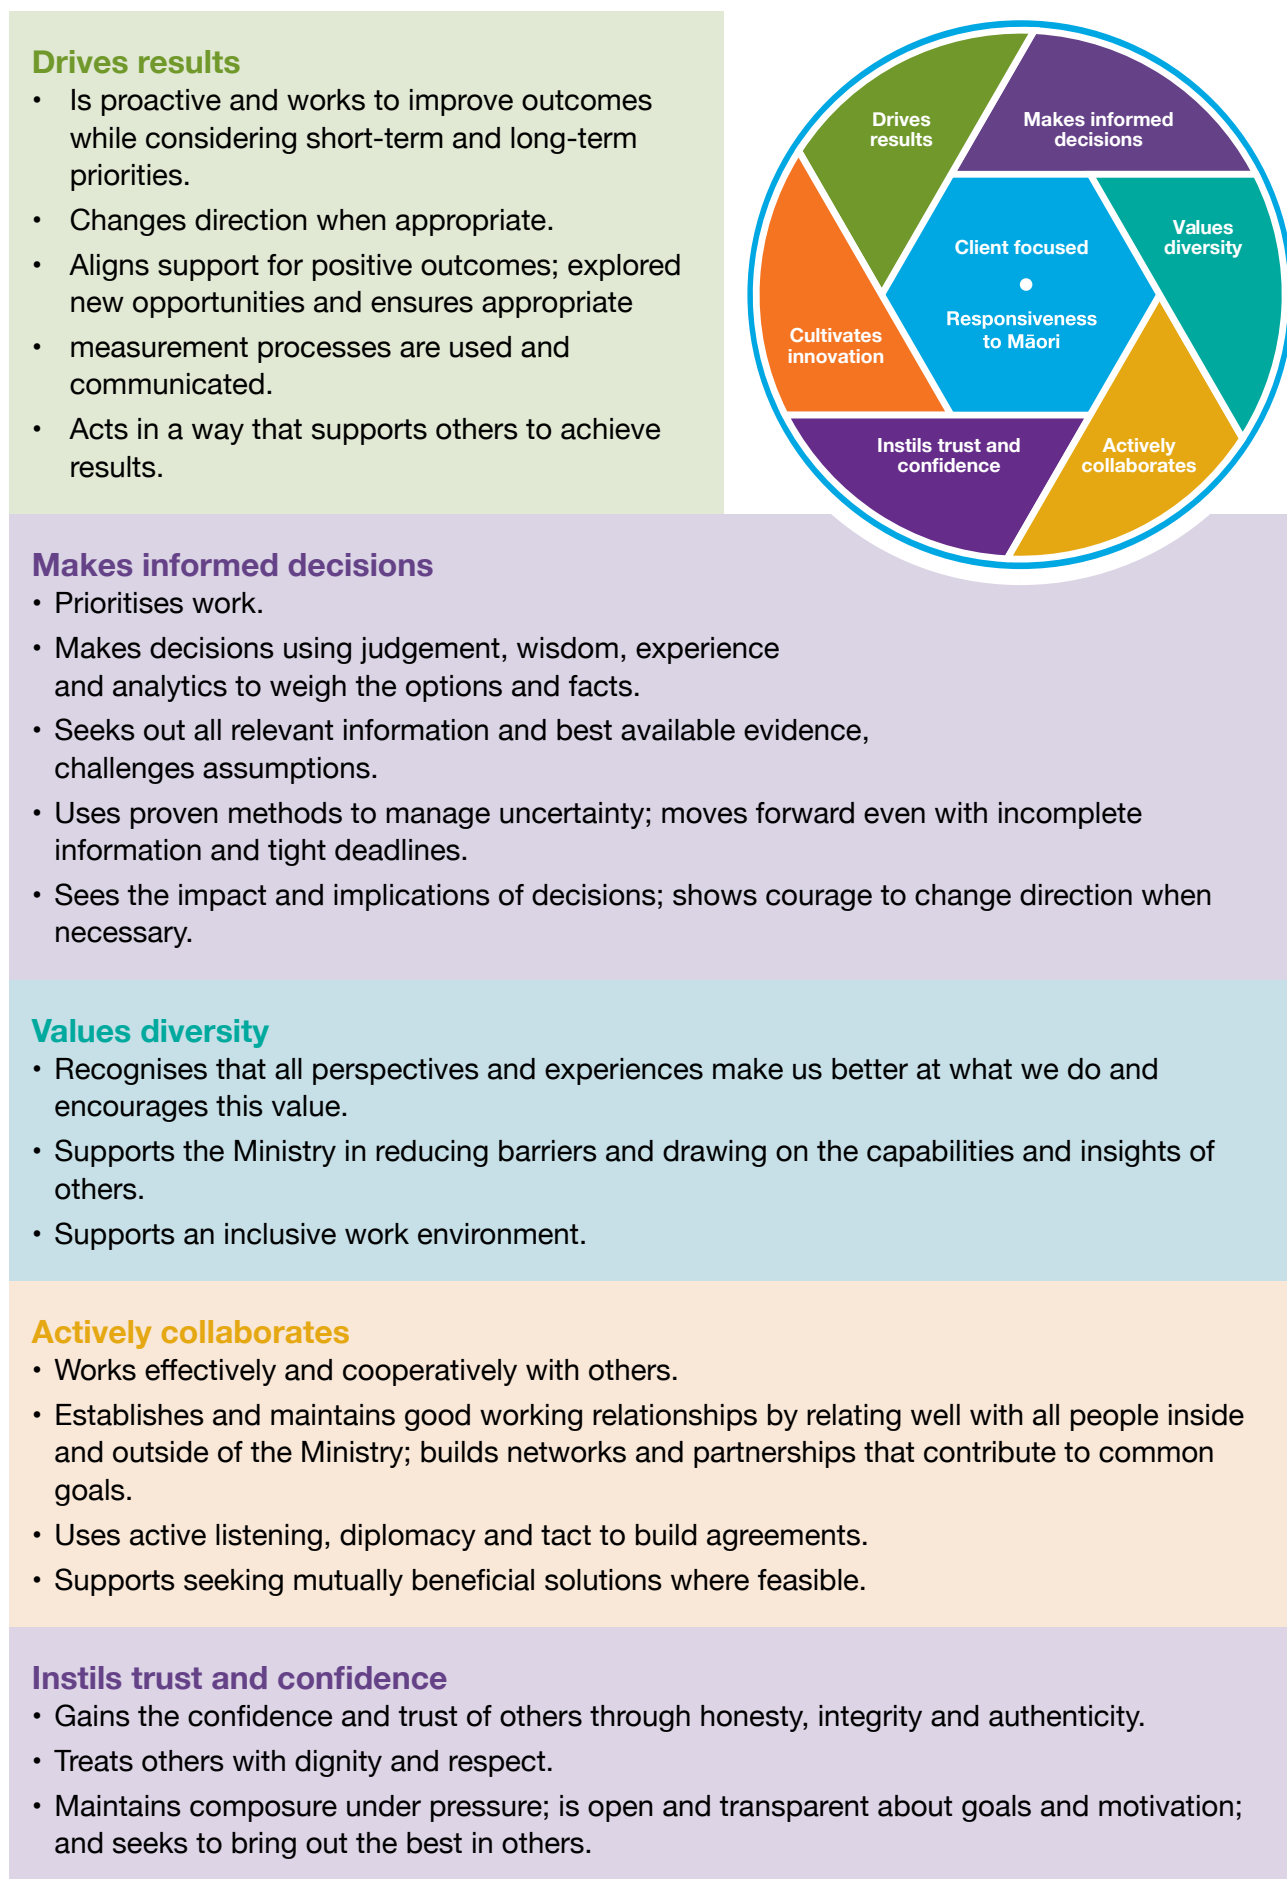 Drives results
• Is proactive and works to improve outcomes
while considering short-term and long-term
priorities.
• Changes direction when appropriate.
• Aligns support for positive outcomes; explored
new opportunities and ensures appropriate
• measurement processes are used and
communicated.
• Acts in a way that supports others to achieve
results.
Drives
results
Makes informed
decisions
Values
diversity
Client focused
Responsiveness
to Māori
Cultivates
innovation
Instils trust and
confidence
Actively
collaborates
Makes informed decisions
• Prioritises work.
• Makes decisions using judgement, wisdom, experience
and analytics to weigh the options and facts.
• Seeks out all relevant information and best available evidence,
challenges assumptions.
• Uses proven methods to manage uncertainty; moves forward even with incomplete
information and tight deadlines.
• Sees the impact and implications of decisions; shows courage to change direction when
necessary.
Values diversity
• Recognises that all perspectives and experiences make us better at what we do and
encourages this value.
• Supports the Ministry in reducing barriers and drawing on the capabilities and insights of
others.
• Supports an inclusive work environment.
Actively collaborates
• Works effectively and cooperatively with others.
• Establishes and maintains good working relationships by relating well with all people inside
and outside of the Ministry; builds networks and partnerships that contribute to common
goals.
• Uses active listening, diplomacy and tact to build agreements.
• Supports seeking mutually beneficial solutions where feasible.
Instils trust and confidence
• Gains the confidence and trust of others through honesty, integrity and authenticity.
• Treats others with dignity and respect.
• Maintains composure under pressure; is open and transparent about goals and motivation;
and seeks to bring out the best in others.